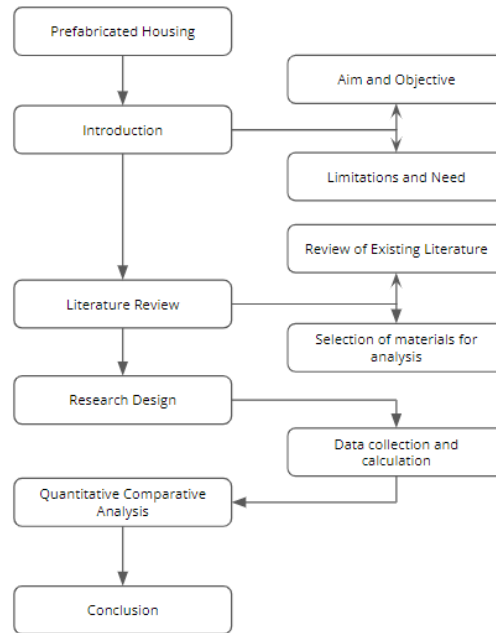 Prefabricated Housing
Aim and Objective
Introduction
Limitations and Need
Review of Existing Literature
Literature Review
Selection of materials for
analysis
Research Design
Data collection and
calculation
Quantitative Comparative
Analysis
Conclusion